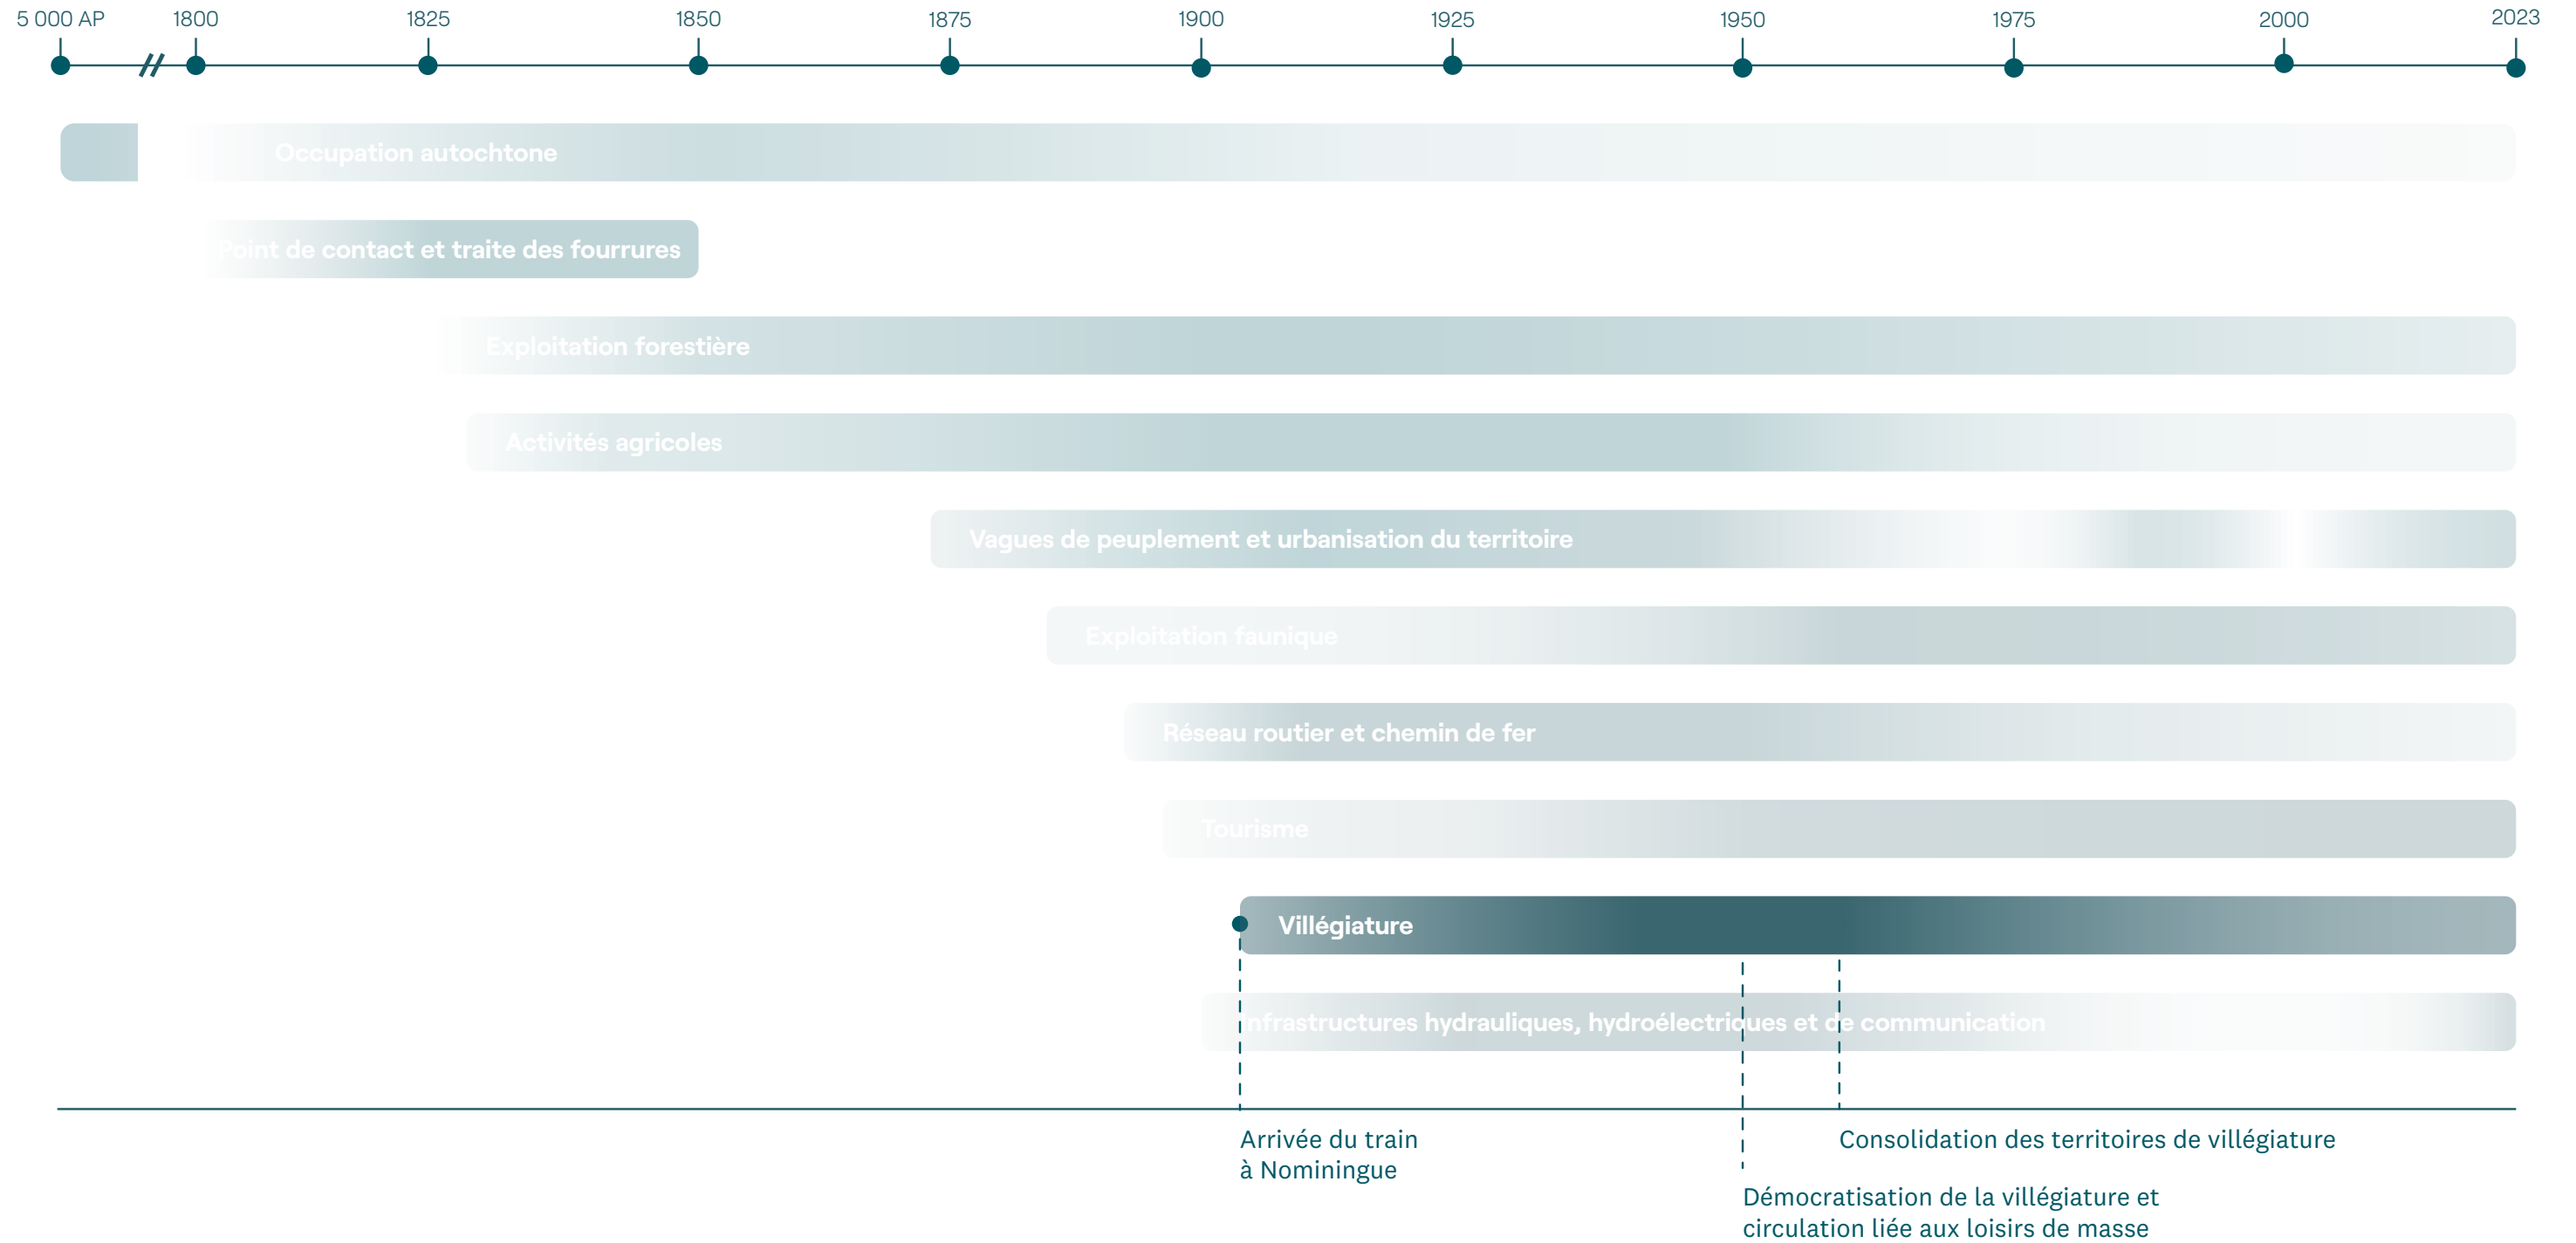 5 000 AP 1800 1825 1850 1875 1900 1925 1950 1975 2000 2023
Occupation autochtone
Point de contact et traite des fourrures
Exploitation forestière
Activités agricoles
Vagues de peuplement et urbanisation du territoire
Exploitation faunique
Réseau routier et chemin de fer
Tourisme
Villégiature
Infrastructures hydrauliques, hydroélectriques et de communication
Arrivée du train
à Nominingue
Consolidation des territoires de villégiature
Démocratisation de la villégiature et
circulation liée aux loisirs de masse